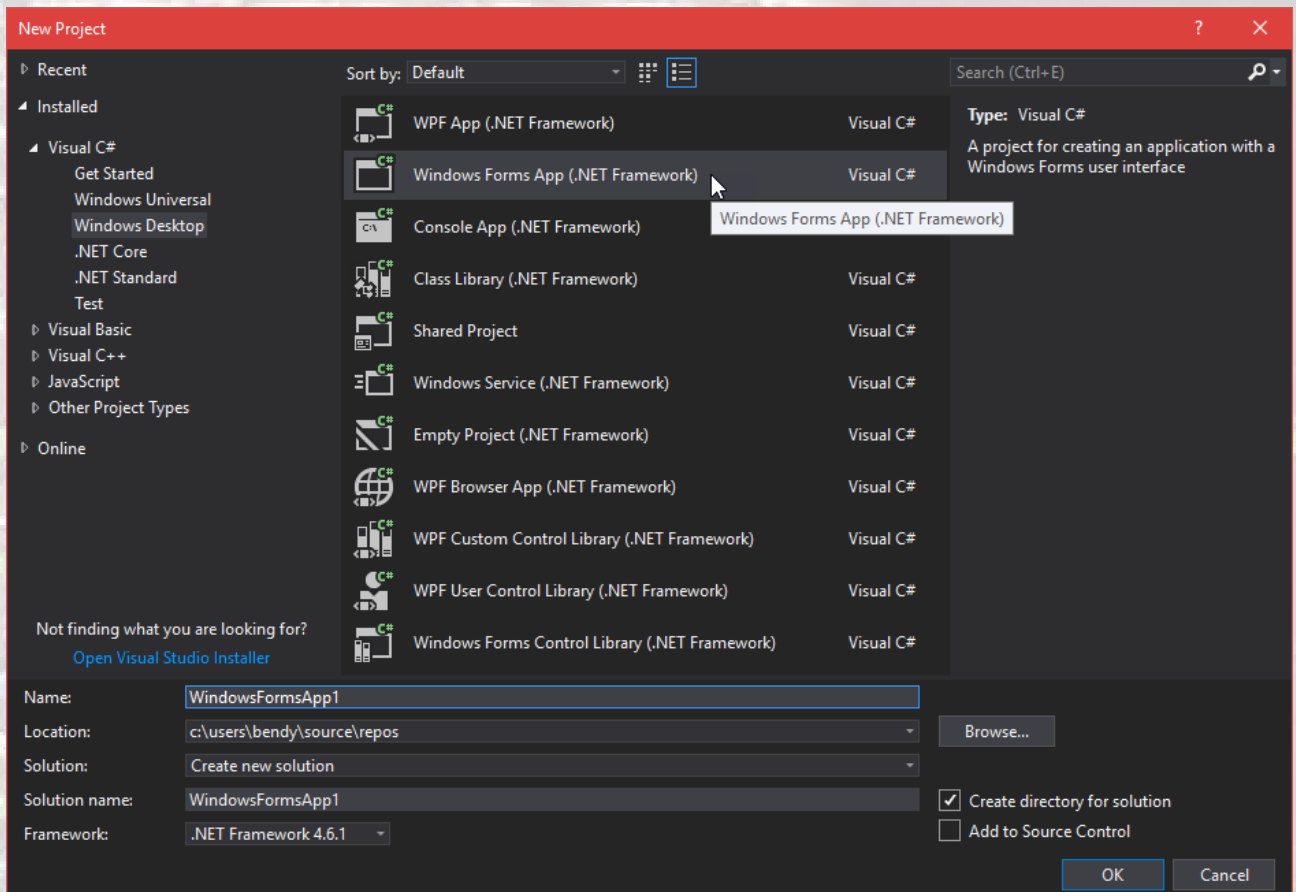 New Project
?
Recent
Installed
Visual C#
Get Started
Windows Universal
Windows Desktop
.NET Core
.NET Standard
Test
Visual Basic
Visual C++
JavaScript
Other Project Types
Online
Not finding what you are looking for?
Open Visual Studio Installer
Sort by: Default
C# WPF App (.NET Framework) Visual C#
C# Windows Forms App (.NET Framework) Visual C#
Windows Forms App (.NET Framework)
C# C:\ Console App (.NET Framework)
C# Class Library (.NET Framework) Visual C#
C# Shared Project Visual C#
C# Windows Service (.NET Framework) Visual C#
C# Empty Project (.NET Framework) Visual C#
C# WPF Browser App (.NET Framework) Visual C#
C# WPF Custom Control Library (.NET Framework) Visual C#
C# WPF User Control Library (.NET Framework) Visual C#
C# Windows Forms Control Library (.NET Framework) Visual C#
Search (Ctrl+E)
Type: Visual C#
A project for creating an application with a
Windows Forms user interface
Name: WindowsFormsApp1
Location: c:\users\bendy\source\repos
Browse...
Solution: Create new solution
Solution name: WindowsFormsApp1
Create directory for solution
Framework: .NET Framework 4.6.1
Add to Source Control
OK Cancel